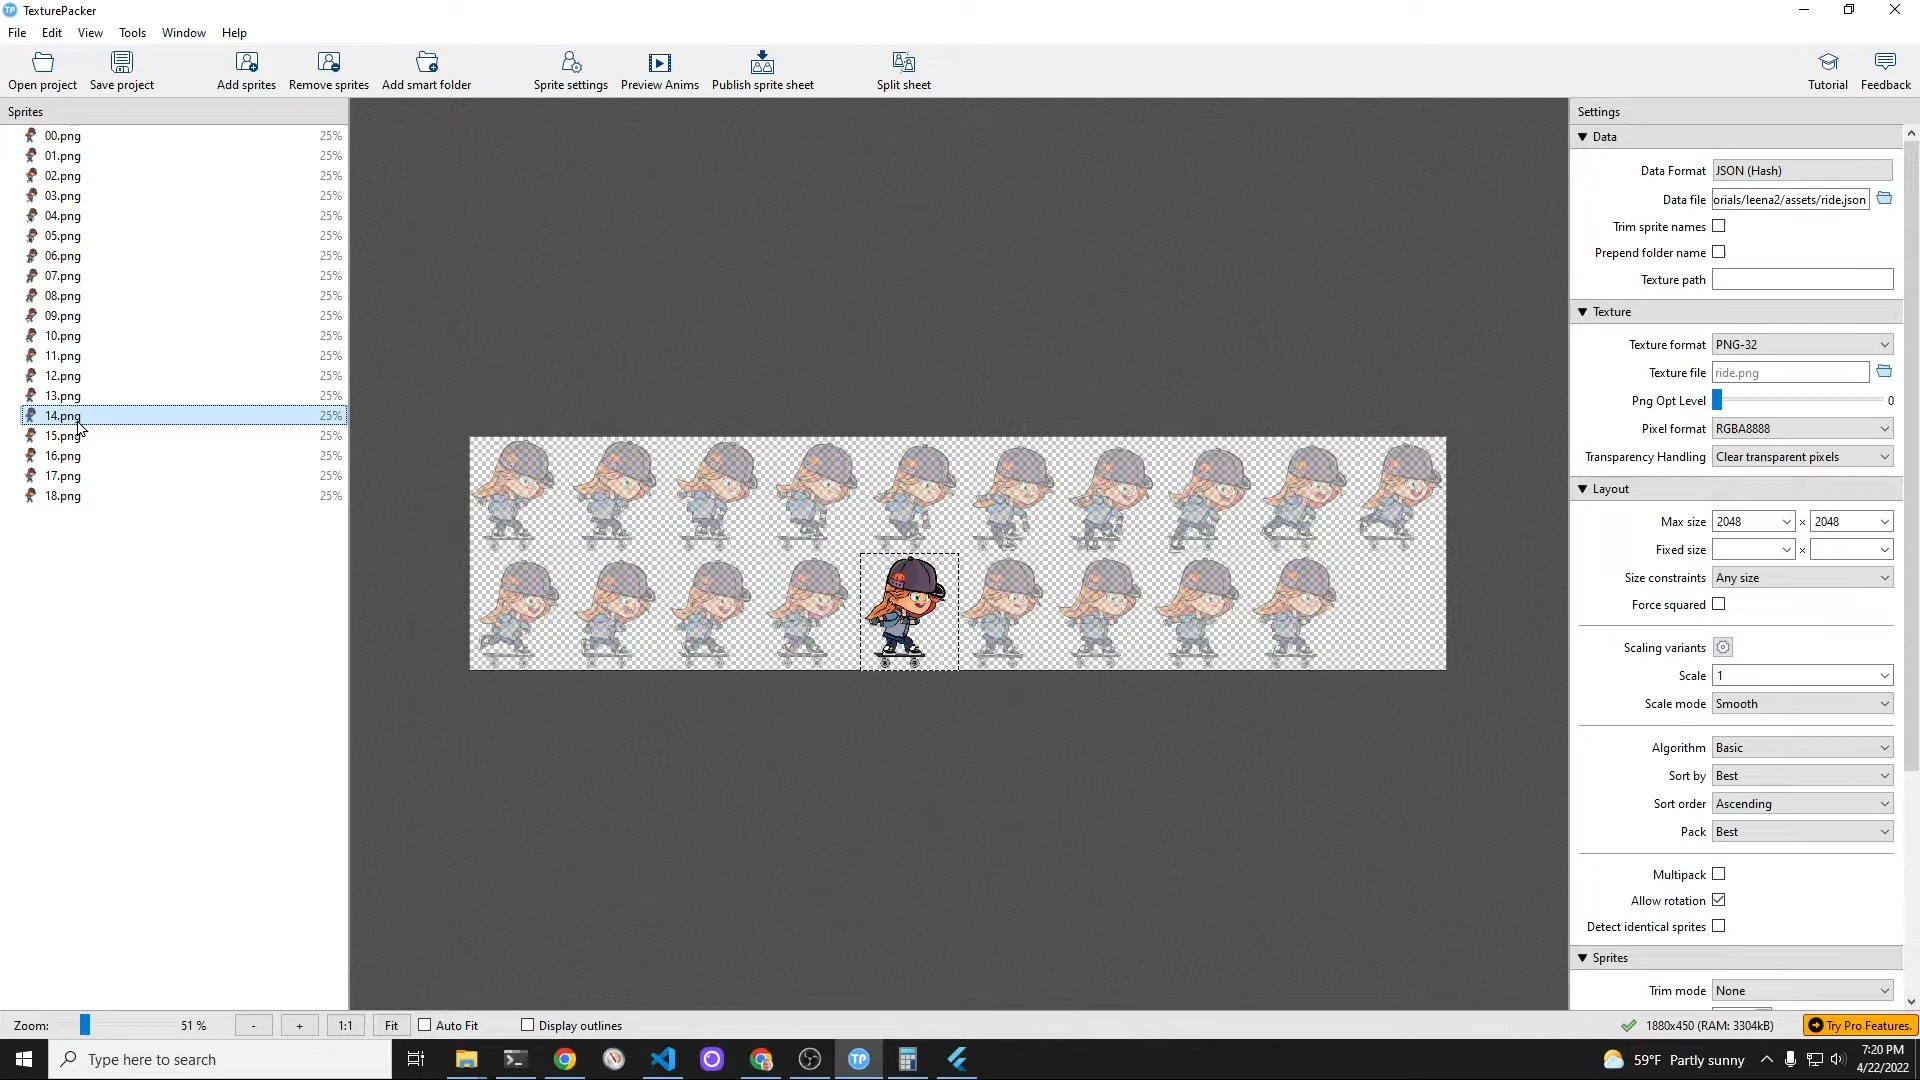 TexturePacker
File Edit View Tools Window Help
Open project Save project Add sprites Remove sprites Add smart folder Sprite settings Preview Anims Publish sprite sheet Split sheet Tutorial Feedback
Sprites
00.png 25%
01.png 25%
02.png 25%
03.png 25%
04.png 25%
05.png 25%
06.png 25%
07.png 25%
08.png 25%
09.png 25%
10.png 25%
11.png 25%
12.png 25%
13.png 25%
14.png 25%
15.png 25%
16.png 25%
17.png 25%
18.png 25%
Settings
Data
Data Format JSON (Hash)
Data file orials/leena2/assets/ride.json
Trim sprite names
Prepend folder name
Texture path
Texture
Texture format PNG-32
Texture file ride.png
Png Opt Level 0
Pixel format RGBA8888
Transparency Handling Clear transparent pixels
Layout
Max size 2048 × 2048
Fixed size ×
Size constraints Any size
Force squared
Scaling variants
Scale 1
Scale mode Smooth
Algorithm Basic
Sort by Best
Sort order Ascending
Pack Best
Multipack
Allow rotation
Detect identical sprites
Sprites
Trim mode None
Zoom: 51 % - + 1:1 Fit Auto Fit Display outlines 1880x450 (RAM: 3304kB) Try Pro Features.
Type here to search
TP
59°F Partly sunny
7:20 PM
4/22/2022